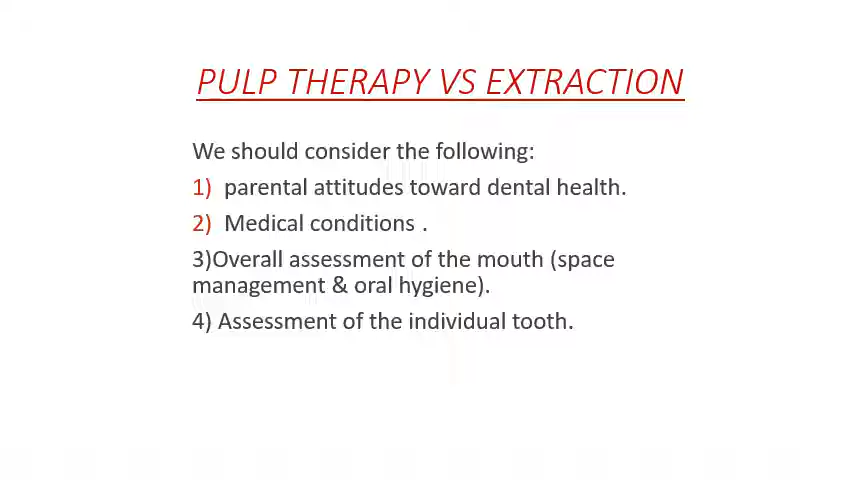 PULP THERAPY VS EXTRACTION
We should consider the following:
1) parental attitudes toward dental health.
2) Medical conditions .
3)Overall assessment of the mouth (space
management & oral hygiene).
4) Assessment of the individual tooth.